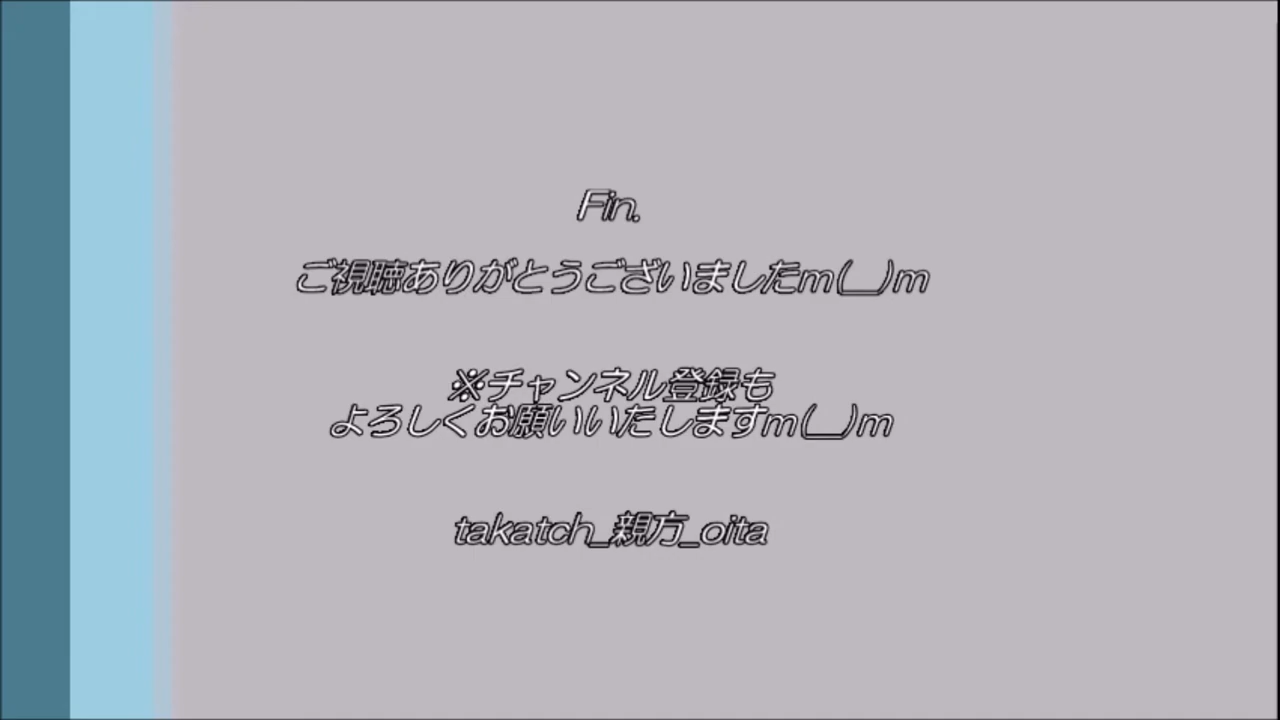 Fin.
ご視聴ありがとうございましたm(__)m
※チャンネル登録も
よろしくお願いいたしますm(__)m
takatch_親方_oita